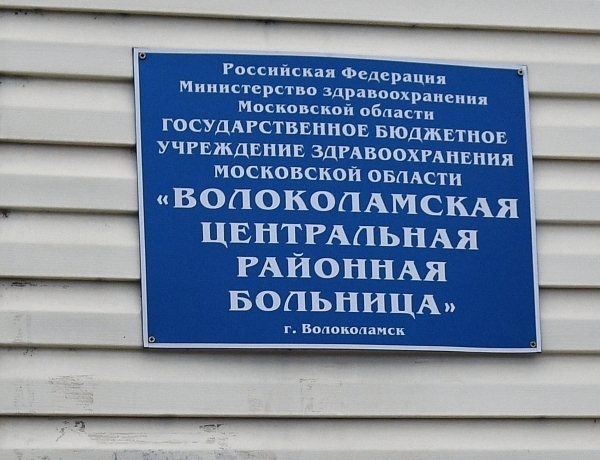 Российская Федерация
Министерство здравоохранения
Московской области
ГОСУДАРСТВЕННОЕ БЮДЖЕТНОЕ
УЧРЕЖДЕНИЕ ЗДРАВООХРАНЕНИЯ
МОСКОВСКОЙ ОБЛАСТИ
«ВОЛОКОЛАМСКАЯ
ЦЕНТРАЛЬНАЯ
РАЙОННАЯ
БОЛЬНИЦА»
г. Волоколамск